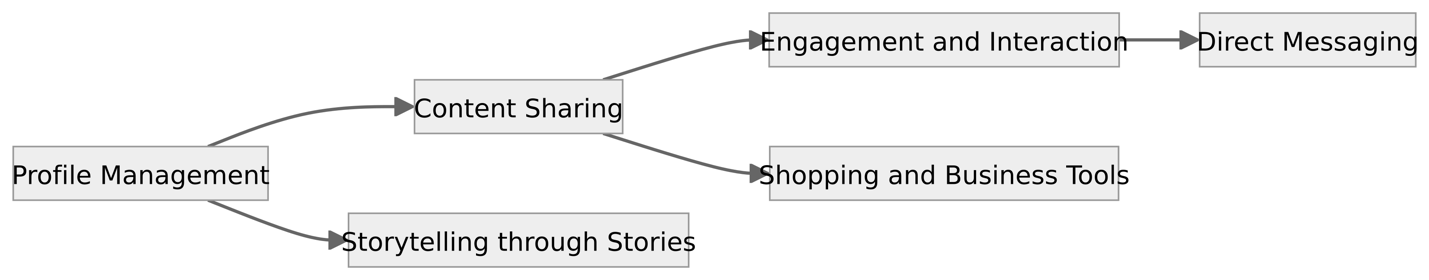 Engagement and Interaction
Direct Messaging
Content Sharing
Profile Management
Shopping and Business Tools
Storytelling through Stories